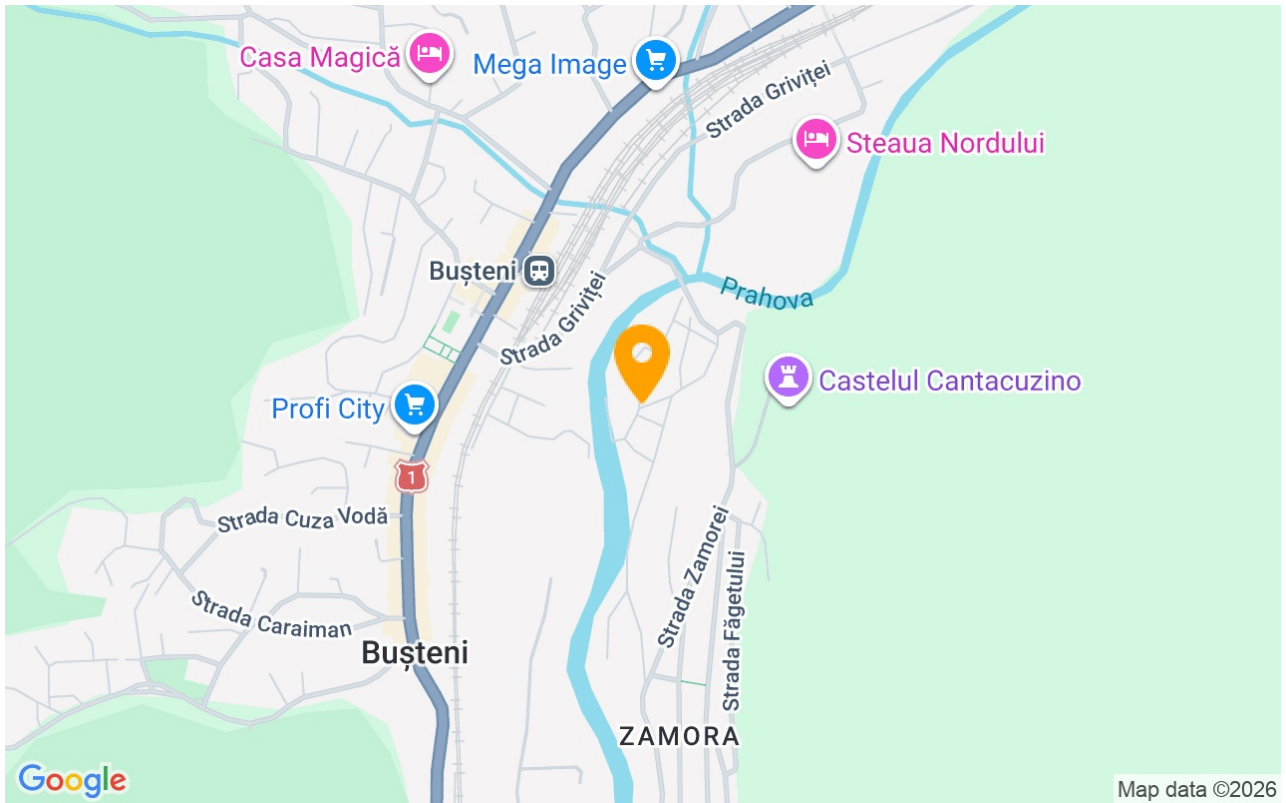 Casa Magică
Mega Image
Strada Griviței
Steaua Nordului
Bușteni
Prahova
Strada Griviței
Castelul Cantacuzino
Profi City
1
Strada Cuza Vodă
Strada Zamorei
Strada Făgetului
Strada Caraiman
Bușteni
ZAMORA
Google
Map data ©2026